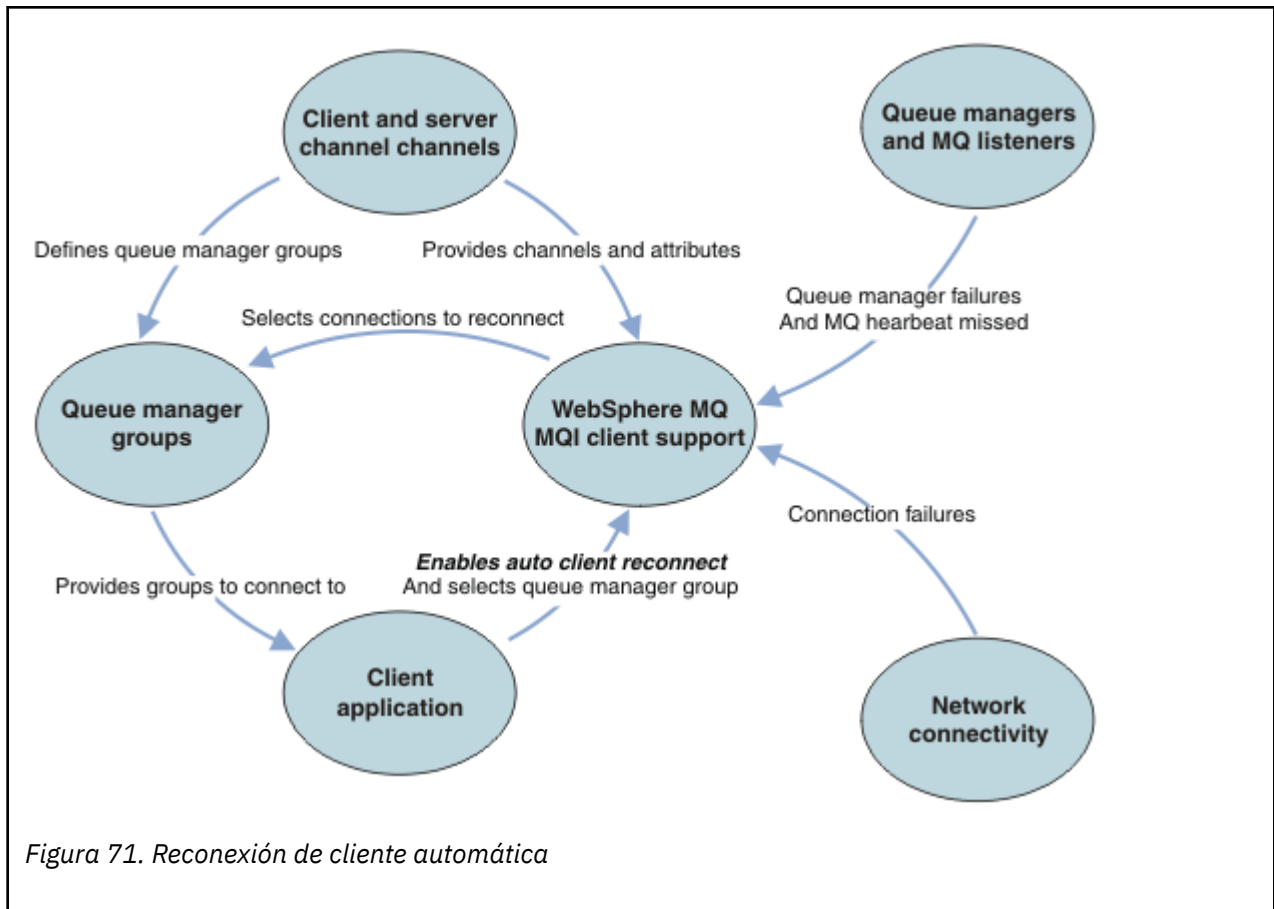 Client and server
channel channels
Queue managers
and MQ listeners
Defines queue manager groups
Provides channels and attributes
Queue manager failures
And MQ hearbeat missed
Selects connections to reconnect
Queue manager
groups
WebSphere MQ
MQI client support
Connection failures
Enables auto client reconnect
And selects queue manager group
Provides groups to connect to
Client
application
Network
connectivity
Figura 71. Reconexión de cliente automática